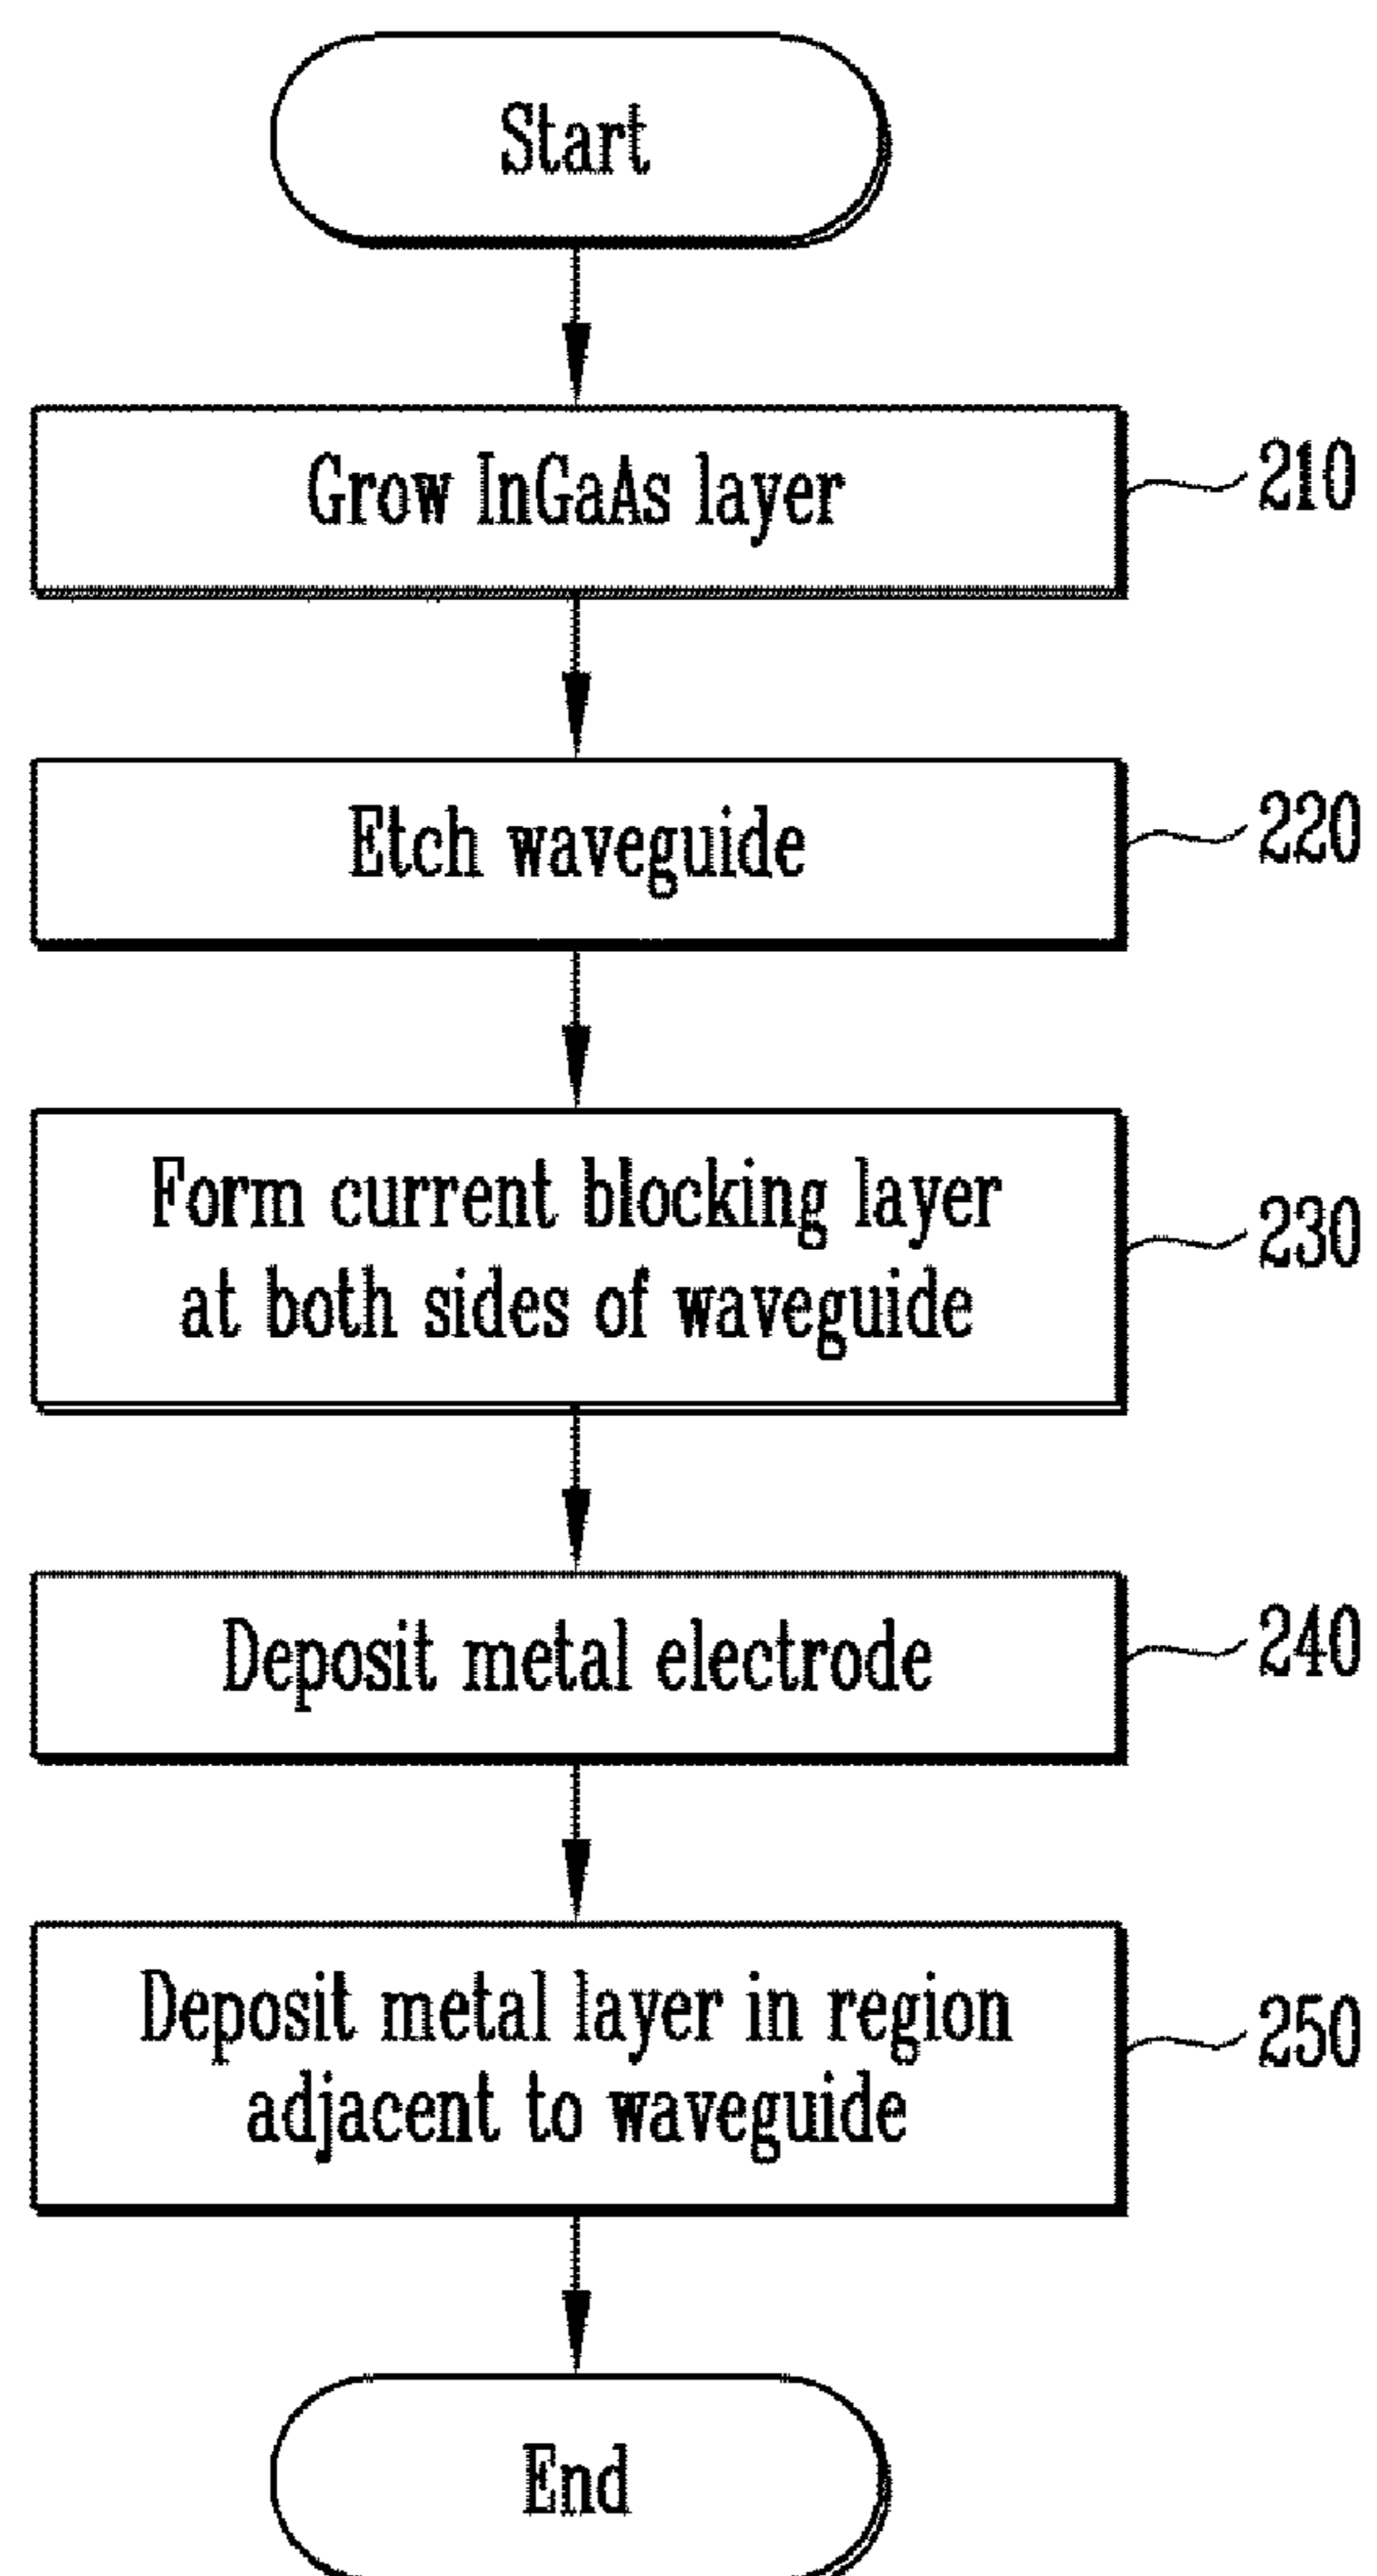 Start
Grow InGaAs layer
210
Etch waveguide
220
Form current blocking layer
at both sides of waveguide
230
Deposit metal electrode
240
Deposit metal layer in region
adjacent to waveguide
250
End